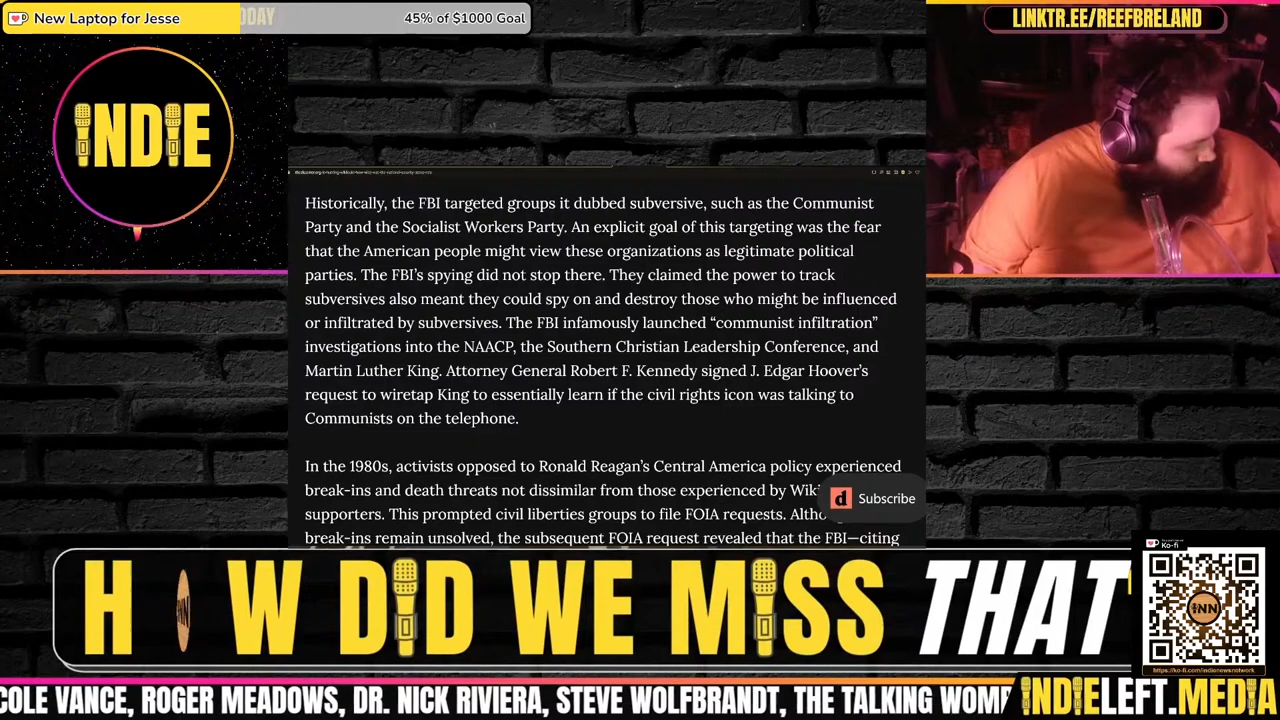 New Laptop for Jesse
ODAY
45% of $1000 Goal
LINKTR.EE/REEFBRELAND
INDIE
Historically, the FBI targeted groups it dubbed subversive, such as the Communist
Party and the Socialist Workers Party. An explicit goal of this targeting was the fear
that the American people might view these organizations as legitimate political
parties. The FBI’s spying did not stop there. They claimed the power to track
subversives also meant they could spy on and destroy those who might be influenced
or infiltrated by subversives. The FBI infamously launched “communist infiltration”
investigations into the NAACP, the Southern Christian Leadership Conference, and
Martin Luther King. Attorney General Robert F. Kennedy signed J. Edgar Hoover’s
request to wiretap King to essentially learn if the civil rights icon was talking to
Communists on the telephone.
In the 1980s, activists opposed to Ronald Reagan’s Central America policy experienced
break-ins and death threats not dissimilar from those experienced by Wiki
supporters. This prompted civil liberties groups to file FOIA requests. Altho
break-ins remain unsolved, the subsequent FOIA request revealed that the FBI—citing
d Subscribe
Ko-fi
H W DID WE MISS THAT
INN
https://ko-fi.com/indienewsnetwork
COLE VANCE, ROGER MEADOWS, DR. NICK RIVIERA, STEVE WOLFBRANDT, THE TALKING WOM
INDIELEFT.MEDIA